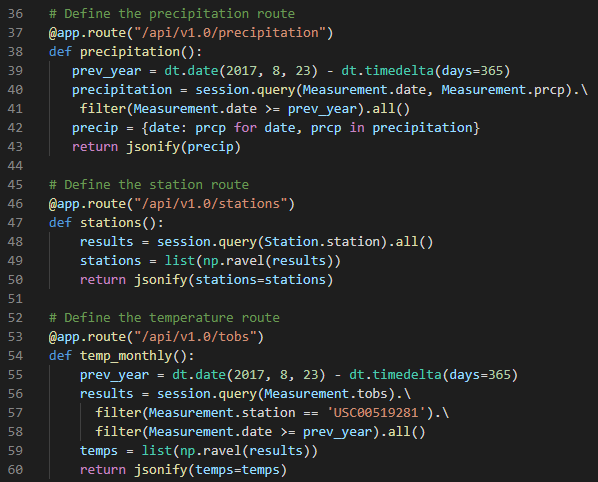 36 # Define the precipitation route
37 @app.route("/api/v1.0/precipitation")
38 def precipitation():
39    prev_year = dt.date(2017, 8, 23) - dt.timedelta(days=365)
40    precipitation = session.query(Measurement.date, Measurement.prcp).\
41     filter(Measurement.date >= prev_year).all()
42    precip = {date: prcp for date, prcp in precipitation}
43    return jsonify(precip)
44
45 # Define the station route
46 @app.route("/api/v1.0/stations")
47 def stations():
48     results = session.query(Station.station).all()
49     stations = list(np.ravel(results))
50     return jsonify(stations=stations)
51
52 # Define the temperature route
53 @app.route("/api/v1.0/tobs")
54 def temp_monthly():
55     prev_year = dt.date(2017, 8, 23) - dt.timedelta(days=365)
56     results = session.query(Measurement.tobs).\
57       filter(Measurement.station == 'USC00519281').\
58       filter(Measurement.date >= prev_year).all()
59     temps = list(np.ravel(results))
60     return jsonify(temps=temps)